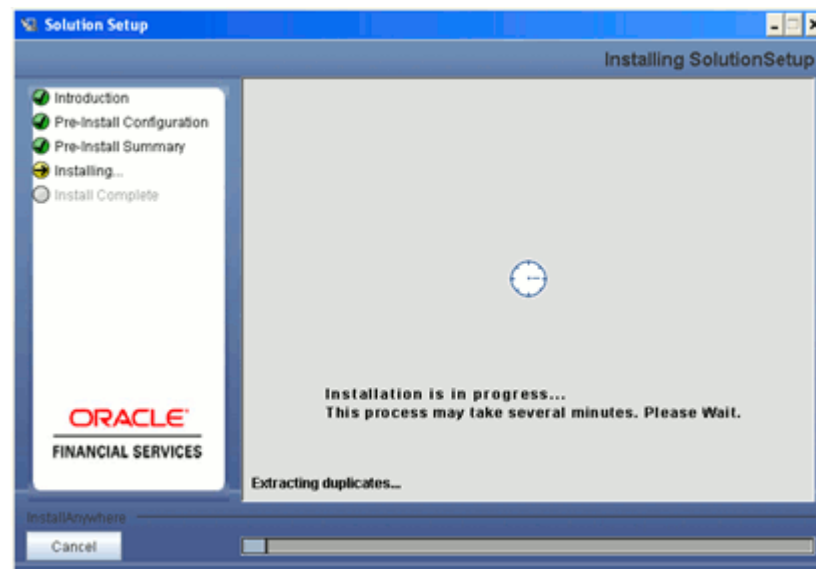 Solution Setup
Installing SolutionSetup
Introduction
Pre-Install Configuration
Pre-Install Summary
Installing...
Install Complete
Installation is in progress...
This process may take several minutes. Please Wait.
ORACLE
FINANCIAL SERVICES
Extracting duplicates...
InstallAnywhere
Cancel